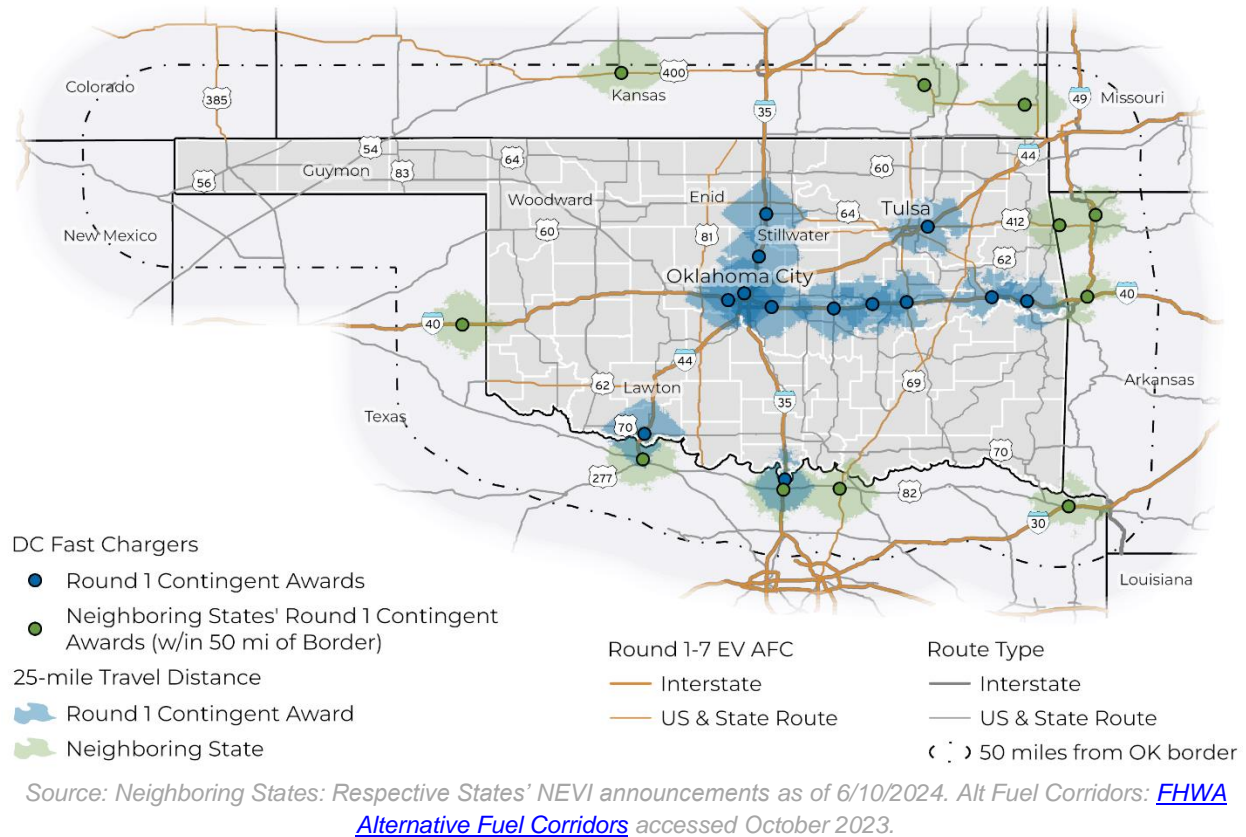 Colorado
385
Kansas
400
35
49
Missouri
54
Guymon
83
64
56
Woodward
60
Enid
81
64
Stillwater
60
44
Tulsa
412
New Mexico
Oklahoma City
62
40
40
44
62
Lawton
35
69
Arkansas
Texas
70
70
277
82
30
Louisiana
DC Fast Chargers
Round 1 Contingent Awards
Neighboring States' Round 1 Contingent
Awards (w/in 50 mi of Border)
25-mile Travel Distance
Round 1 Contingent Award
Neighboring State
Round 1-7 EV AFC
Interstate
US & State Route
Route Type
Interstate
US & State Route
50 miles from OK border
Source: Neighboring States: Respective States' NEVI announcements as of 6/10/2024. Alt Fuel Corridors: FHWA
Alternative Fuel Corridors accessed October 2023.